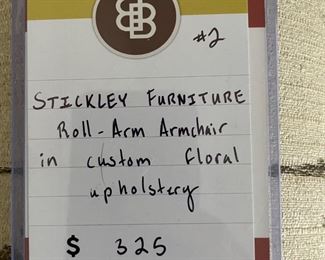 #2
STICKLEY FURNITURE
Roll-Arm Armchair
in custom floral
upholstery
$ 325